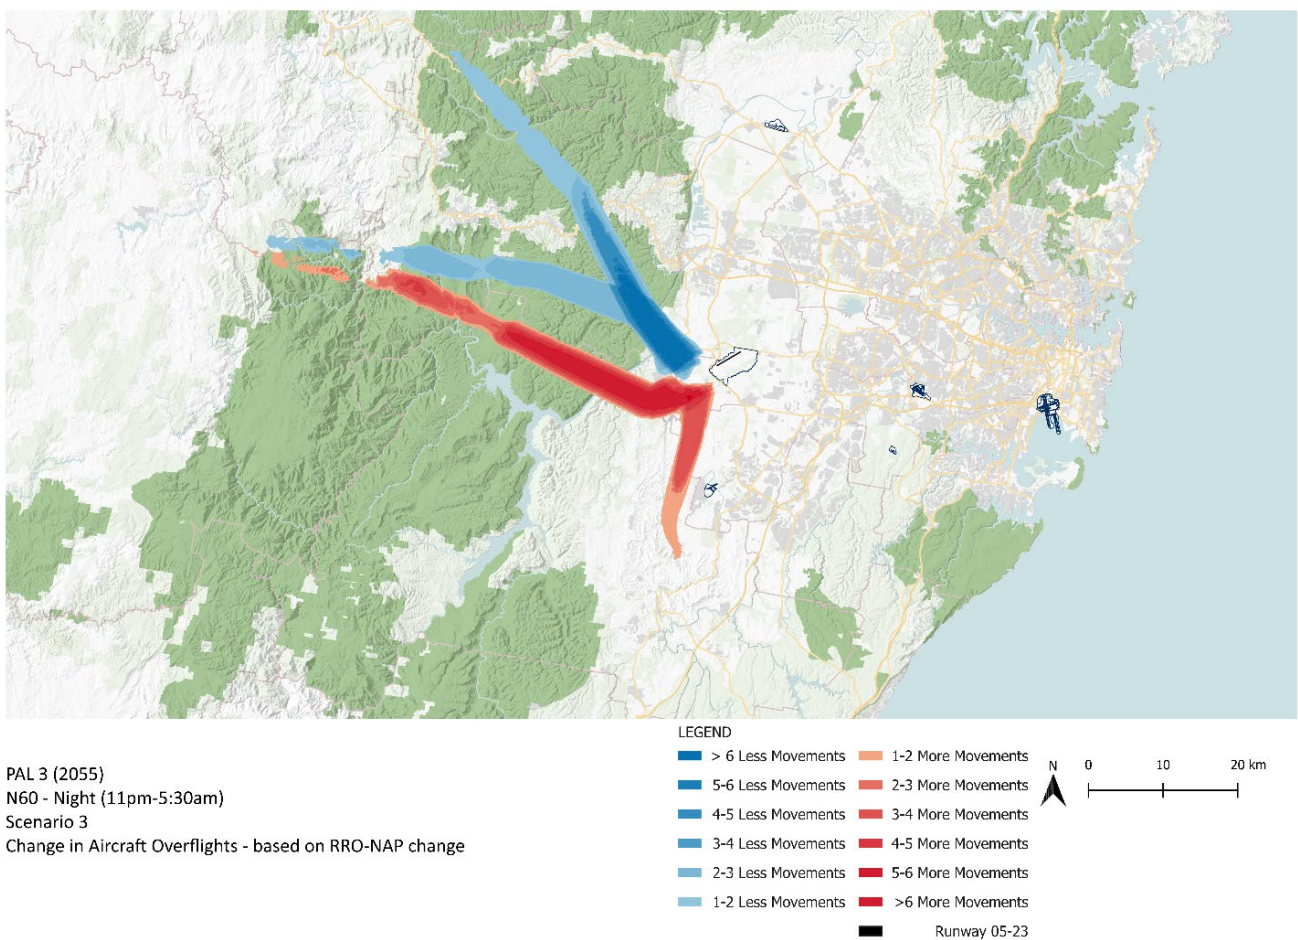 LEGEND
> 6 Less Movements
5-6 Less Movements
4-5 Less Movements
3-4 Less Movements
2-3 Less Movements
1-2 Less Movements
1-2 More Movements
2-3 More Movements
3-4 More Movements
4-5 More Movements
5-6 More Movements
>6 More Movements
Runway 05-23
N
0 10 20 km
PAL 3 (2055)
N60 - Night (11pm-5:30am)
Scenario 3
Change in Aircraft Overflights - based on RRO-NAP change